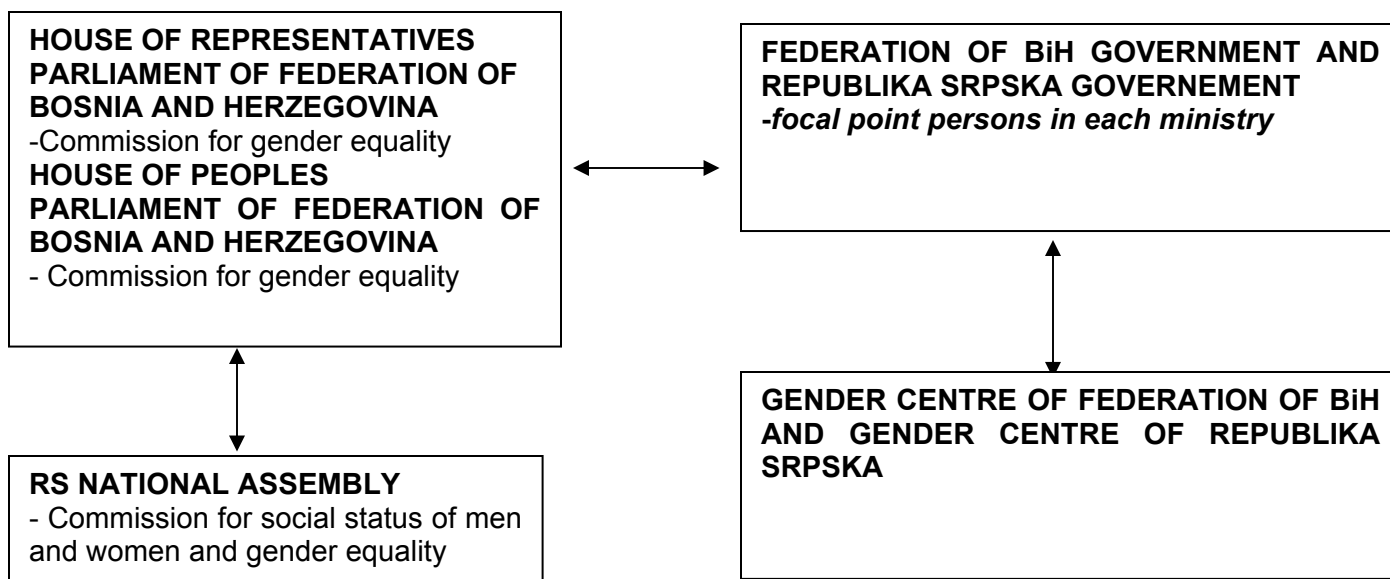 HOUSE OF REPRESENTATIVES
PARLIAMENT OF FEDERATION OF
BOSNIA AND HERZEGOVINA
-Commission for gender equality
HOUSE OF PEOPLES
PARLIAMENT OF FEDERATION OF
BOSNIA AND HERZEGOVINA
- Commission for gender equality
FEDERATION OF BiH GOVERNMENT AND
REPUBLIKA SRPSKA GOVERNEMENT
-focal point persons in each ministry
RS NATIONAL ASSEMBLY
- Commission for social status of men
and women and gender equality
GENDER CENTRE OF FEDERATION OF BiH
AND GENDER CENTRE OF REPUBLIKA
SRPSKA